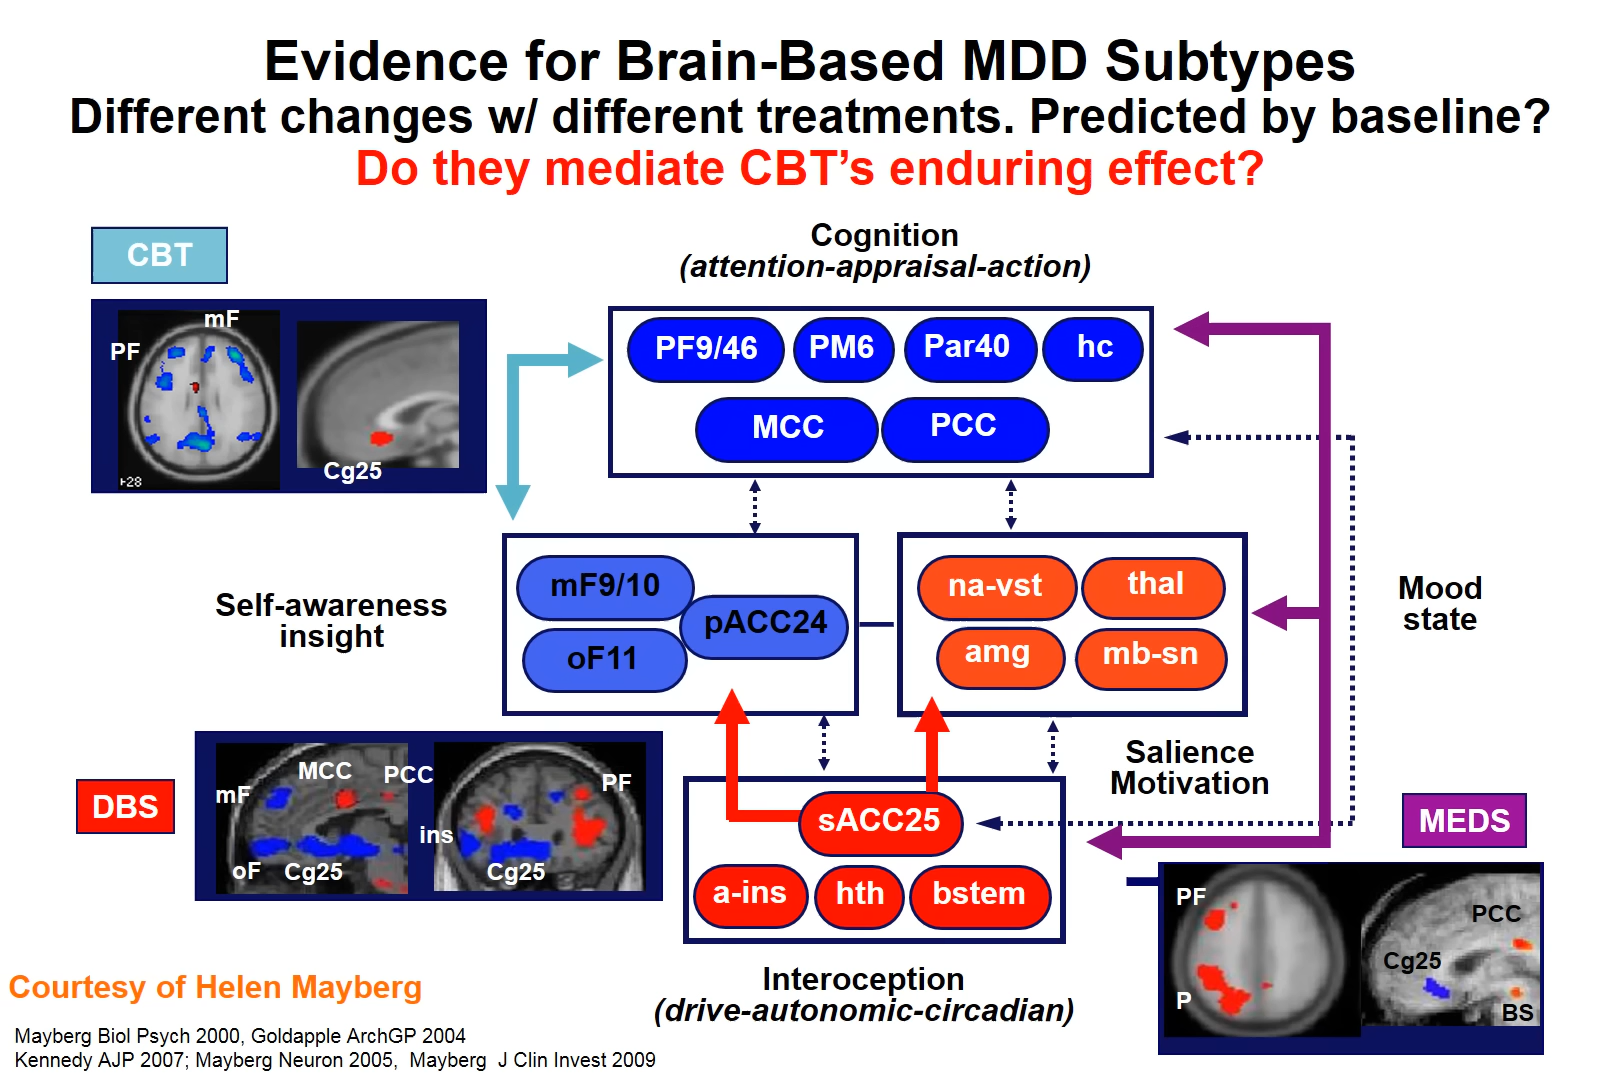 Evidence for Brain-Based MDD Subtypes
Different changes w/ different treatments. Predicted by baseline?
Do they mediate CBT's enduring effect?
CBT
mF
PF
+28
Cg25
Cognition
(attention-appraisal-action)
PF9/46
PM6
Par40
hc
MCC
PCC
Self-awareness
insight
mF9/10
pACC24
oF11
na-vst
thal
amg
mb-sn
Mood
state
Salience
Motivation
DBS
mF
MCC
PCC
oF
Cg25
ins
PF
Cg25
sACC25
a-ins
hth
bstem
Interoception
(drive-autonomic-circadian)
MEDS
PF
P
PCC
Cg25
BS
Courtesy of Helen Mayberg
Mayberg Biol Psych 2000, Goldapple ArchGP 2004
Kennedy AJP 2007; Mayberg Neuron 2005, Mayberg J Clin Invest 2009